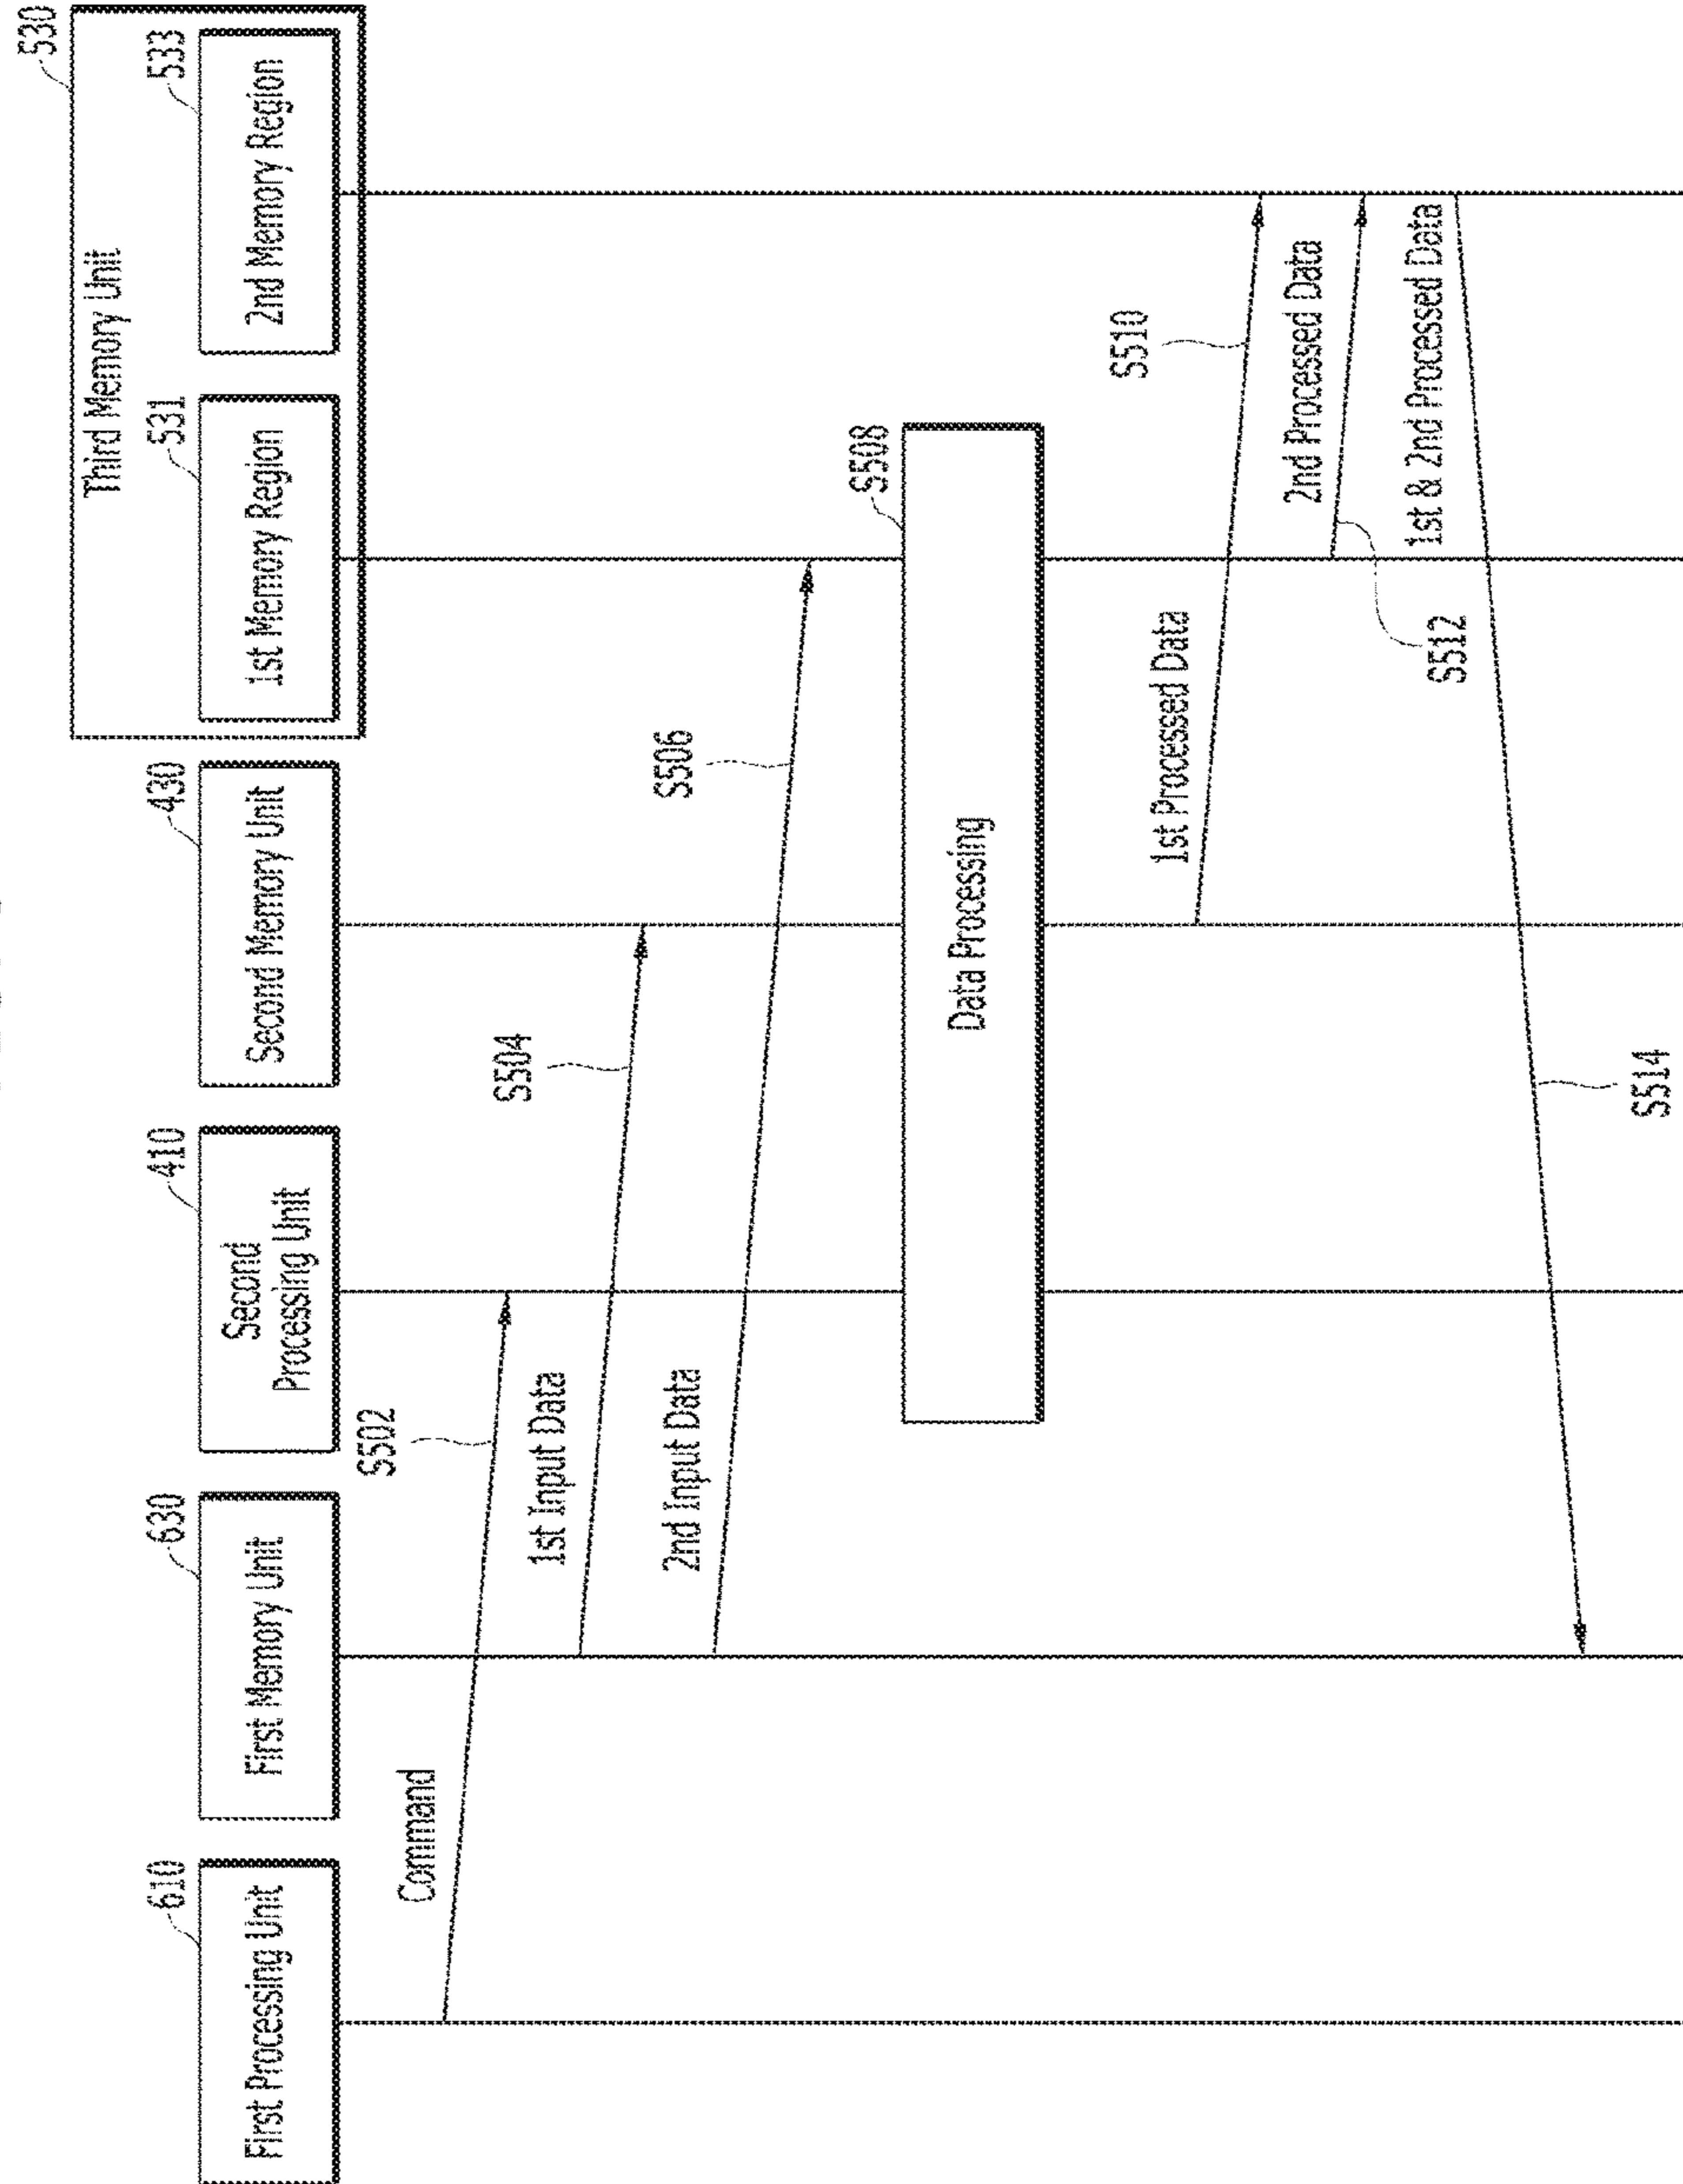 Third Memory Unit
530
610
630
410
430
531
533
First Processing Unit
First Memory Unit
Second
Processing Unit
Second Memory Unit
1st Memory Region
2nd Memory Region
Command
S502
1st Input Data
S504
2nd Input Data
S506
S508
Data Processing
1st Processed Data
S510
2nd Processed Data
S512
1st & 2nd Processed Data
S514